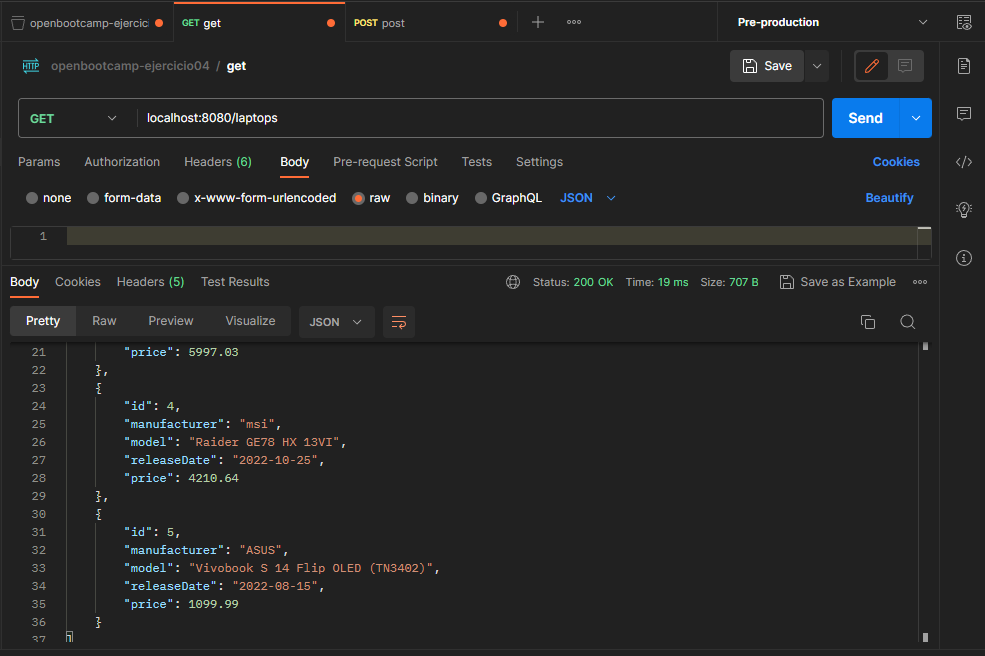 openbootcamp-ejercic GET get POST post Pre-production
HTTP openbootcamp-ejercicio04 / get Save
GET localhost:8080/laptops Send
Params Authorization Headers (6) Body Pre-request Script Tests Settings Cookies
none form-data x-www-form-urlencoded raw binary GraphQL JSON Beautify
1
Body Cookies Headers (5) Test Results Status: 200 OK Time: 19 ms Size: 707 B Save as Example
Pretty Raw Preview Visualize JSON
21 "price": 5997.03
22 },
23 {
24 "id": 4,
25 "manufacturer": "msi",
26 "model": "Raider GE78 HX 13VI",
27 "releaseDate": "2022-10-25",
28 "price": 4210.64
29 },
30 {
31 "id": 5,
32 "manufacturer": "ASUS",
33 "model": "Vivobook S 14 Flip OLED (TN3402)",
34 "releaseDate": "2022-08-15",
35 "price": 1099.99
36 }
37 ]